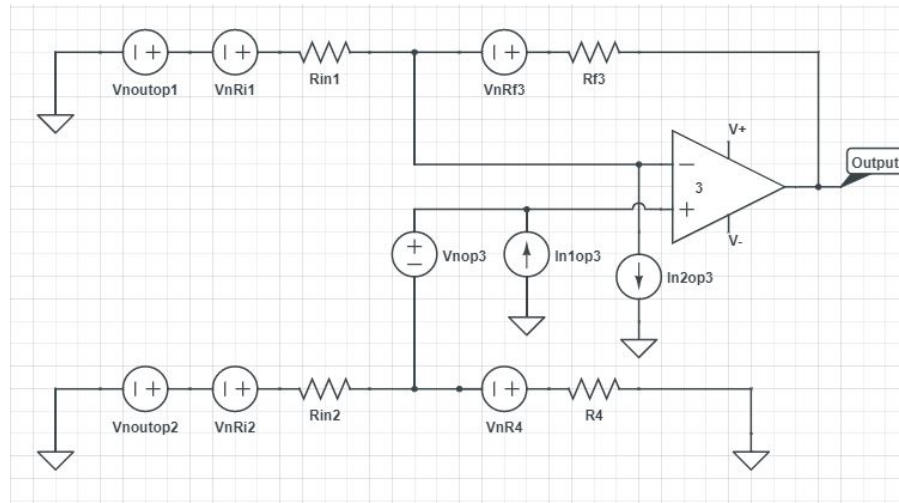 Vnoutop1
VnRi1
Rin1
VnRf3
Rf3
V+
3
Output
V-
Vnop3
In1op3
In2op3
Vnoutop2
VnRi2
Rin2
VnR4
R4